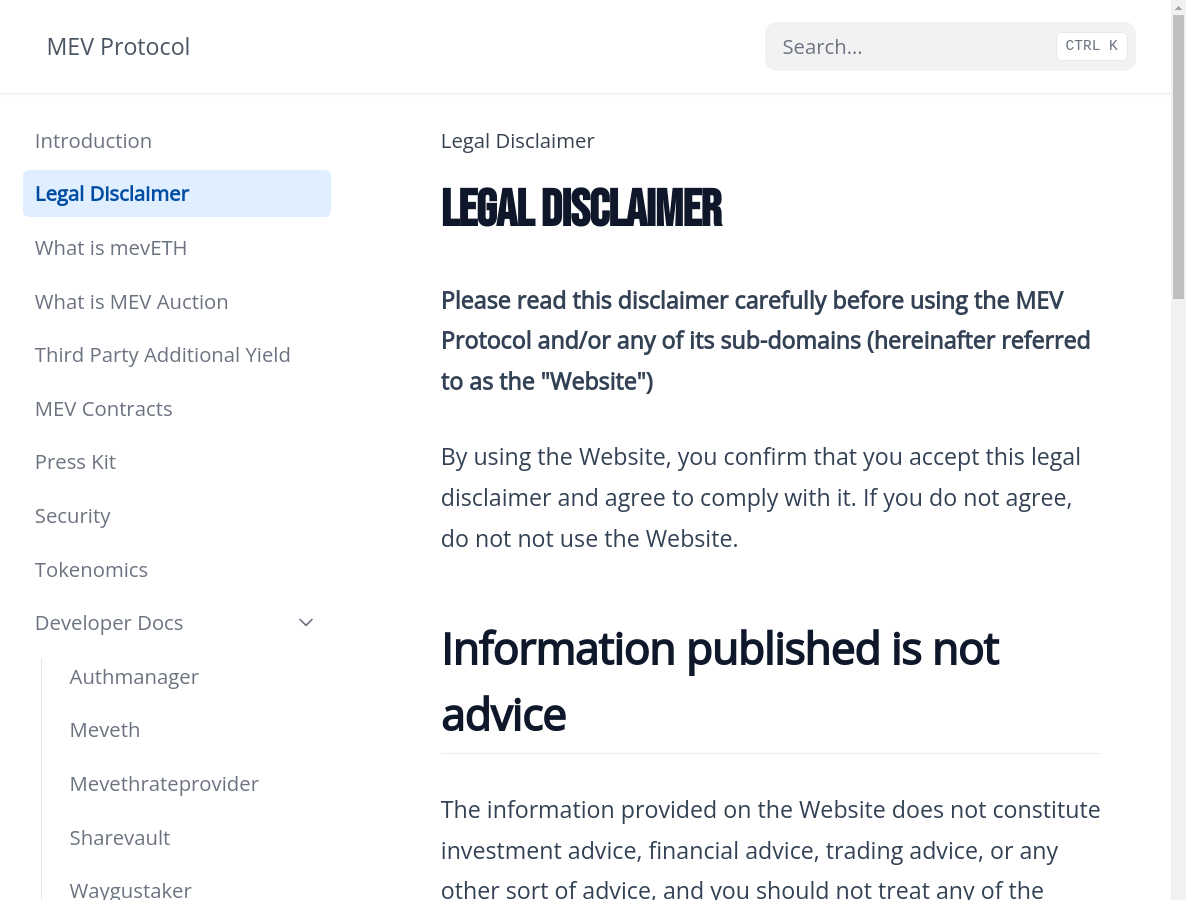 MEV Protocol
Search…
CTRL K
Introduction
Legal Disclaimer
What is mevETH
What is MEV Auction
Third Party Additional Yield
MEV Contracts
Press Kit
Security
Tokenomics
Developer Docs
Authmanager
Meveth
Mevethrateprovider
Sharevault
Waygustaker
Legal Disclaimer
LEGAL DISCLAIMER
Please read this disclaimer carefully before using the MEV
Protocol and/or any of its sub-domains (hereinafter referred
to as the "Website")
By using the Website, you confirm that you accept this legal
disclaimer and agree to comply with it. If you do not agree,
do not not use the Website.
Information published is not
advice
The information provided on the Website does not constitute
investment advice, financial advice, trading advice, or any
other sort of advice, and you should not treat any of the